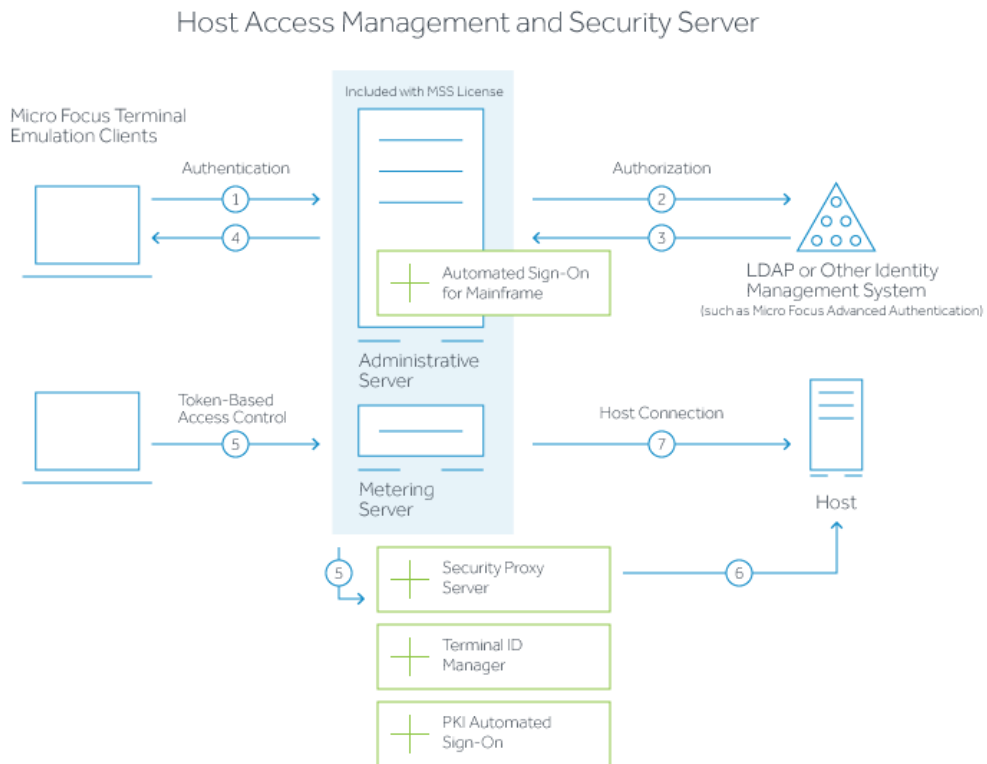 Host Access Management and Security Server
Included with MSS License
Micro Focus Terminal
Emulation Clients
Authentication
Authorization
1
2
4
3
Automated Sign-On
for Mainframe
LDAP or Other Identity
Management System
(such as Micro Focus Advanced Authentication)
Administrative
Server
Token-Based
Access Control
Host Connection
5
7
Metering
Server
Host
5
Security Proxy
Server
6
Terminal ID
Manager
PKI Automated
Sign-On